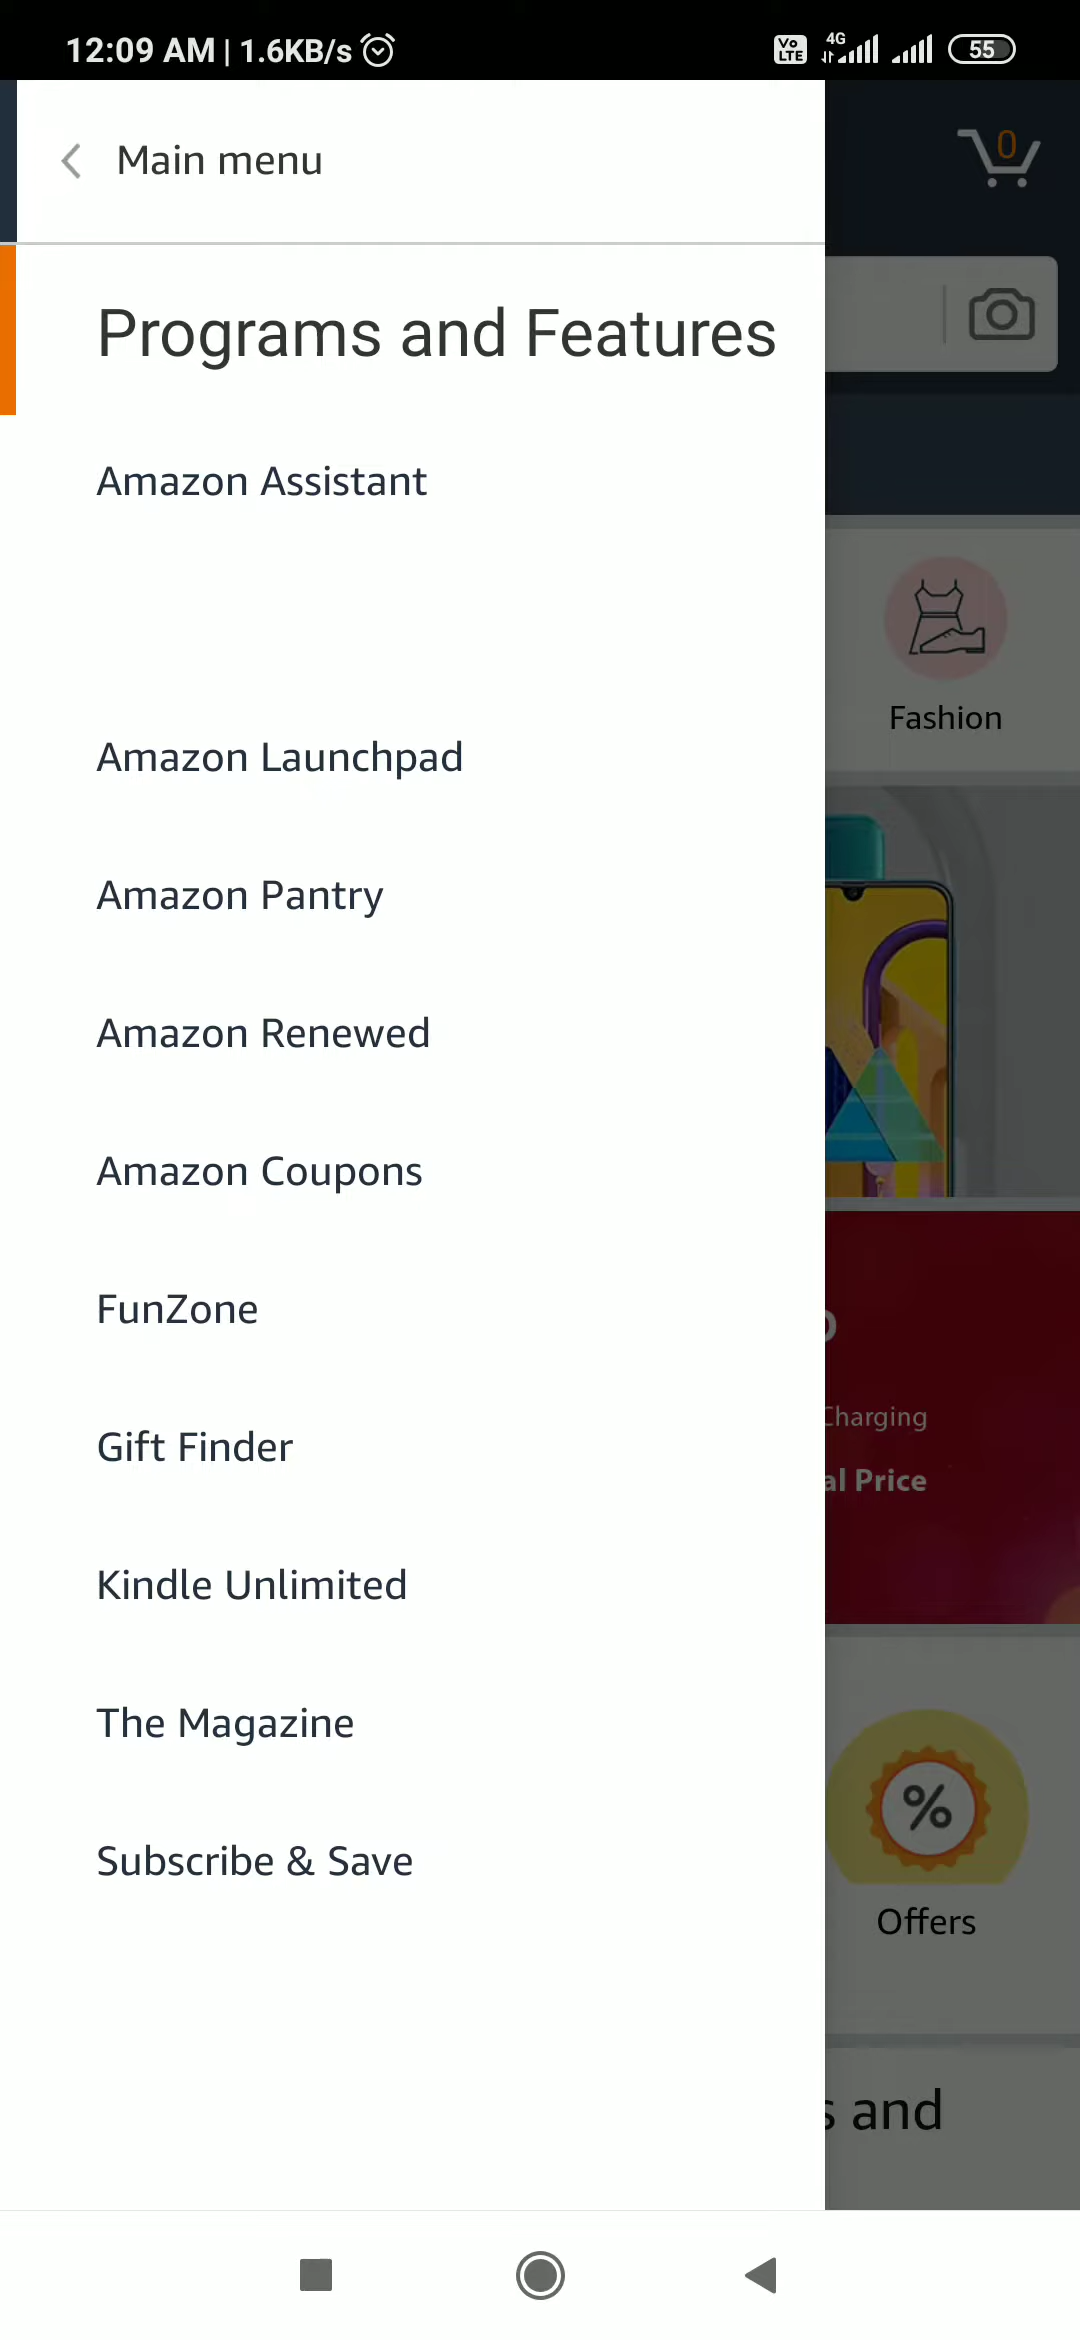 12:09 AM | 1.6KB/s
Vo LTE 4G 55
Main menu
0
Programs and Features
Amazon Assistant
Fashion
Amazon Launchpad
Amazon Pantry
Amazon Renewed
Amazon Coupons
FunZone
Charging
Gift Finder
al Price
Kindle Unlimited
The Magazine
%
Subscribe & Save
Offers
s and